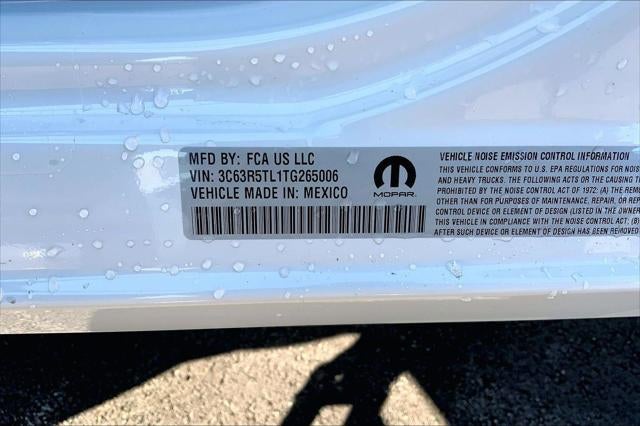 MFD BY: FCA US LLC
VIN: 3C63R5TL1TG265006
VEHICLE MADE IN: MEXICO
MOPAR
VEHICLE NOISE EMISSION CONTROL INFORMATION
THIS VEHICLE CONFORMS TO U.S. EPA REGULATIONS FOR NOIS
AND HEAVY TRUCKS. THE FOLLOWING ACTS OR THE CAUSING T
PROHIBITED BY THE NOISE CONTROL ACT OF 1972: (A) THE REM
OTHER THAN FOR PURPOSES OF MAINTENANCE, REPAIR, OR REP
CONTROL DEVICE OR ELEMENT OF DESIGN (LISTED IN THE OWNER
THIS VEHICLE IN COMPLIANCE WITH THE NOISE CONTROL ACT; (B)
AFTER SUCH DEVICE OR ELEMENT OF DESIGN HAS BEEN REMOVED